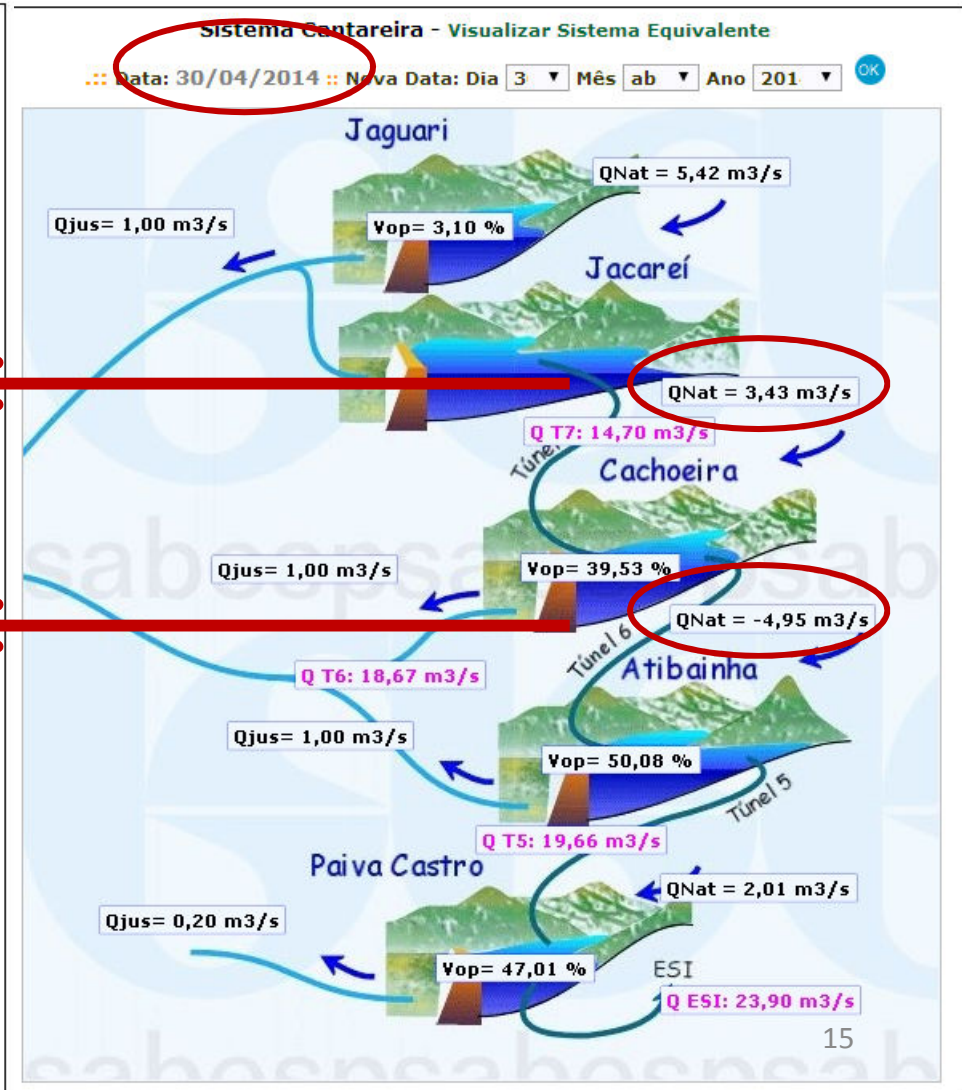 Sistema Cantareira - Visualizar Sistema Equivalente
.:: Data: 30/04/2014 :: Nova Data: Dia 3 Mês ab Ano 201 OK
Jaguari
QNat = 5,42 m3/s
Qjus= 1,00 m3/s
Vop= 3,10 %
Jacareí
QNat = 3,43 m3/s
Q T7: 14,70 m3/s
Túnel
Cachoeira
Qjus= 1,00 m3/s
Vop= 39,53 %
QNat = -4,95 m3/s
Túnel 6
Q T6: 18,67 m3/s
Atibainha
Qjus= 1,00 m3/s
Vop= 50,08 %
Túnel 5
Q T5: 19,66 m3/s
Paiva Castro
QNat = 2,01 m3/s
Qjus= 0,20 m3/s
Vop= 47,01 %
ESI
Q ESI: 23,90 m3/s
15